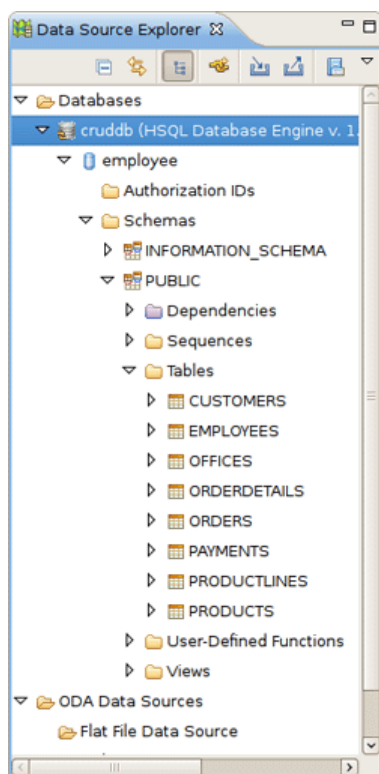 Data Source Explorer
Databases
cruddb (HSQL Database Engine v. 1.
employee
Authorization IDs
Schemas
INFORMATION_SCHEMA
PUBLIC
Dependencies
Sequences
Tables
CUSTOMERS
EMPLOYEES
OFFICES
ORDERDETAILS
ORDERS
PAYMENTS
PRODUCTLINES
PRODUCTS
User-Defined Functions
Views
ODA Data Sources
Flat File Data Source